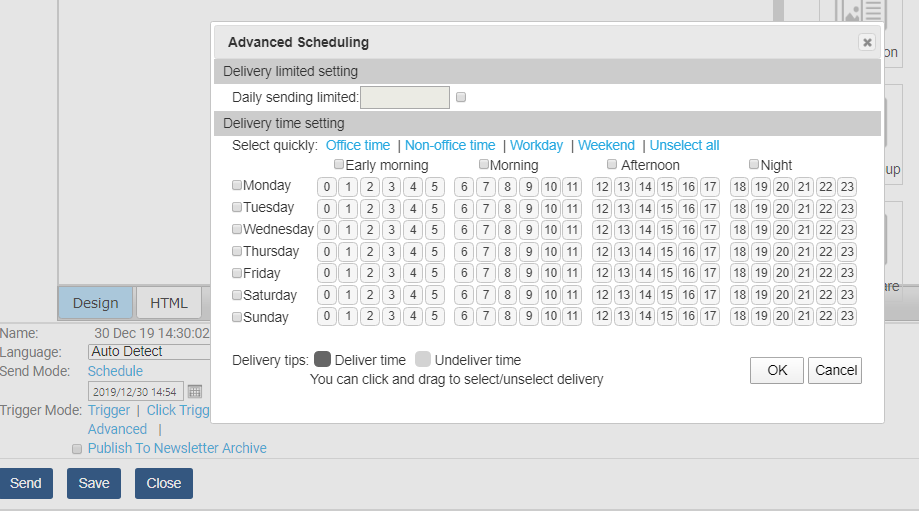 Advanced Scheduling
on
Delivery limited setting
Daily sending limited:
Delivery time setting
Select quickly: Office time | Non-office time | Workday | Weekend | Unselect all
up
Early morning Morning Afternoon Night
Monday 0 1 2 3 4 5 6 7 8 9 10 11 12 13 14 15 16 17 18 19 20 21 22 23
Tuesday 0 1 2 3 4 5 6 7 8 9 10 11 12 13 14 15 16 17 18 19 20 21 22 23
Wednesday 0 1 2 3 4 5 6 7 8 9 10 11 12 13 14 15 16 17 18 19 20 21 22 23
Thursday 0 1 2 3 4 5 6 7 8 9 10 11 12 13 14 15 16 17 18 19 20 21 22 23
Friday 0 1 2 3 4 5 6 7 8 9 10 11 12 13 14 15 16 17 18 19 20 21 22 23
Saturday 0 1 2 3 4 5 6 7 8 9 10 11 12 13 14 15 16 17 18 19 20 21 22 23
Sunday 0 1 2 3 4 5 6 7 8 9 10 11 12 13 14 15 16 17 18 19 20 21 22 23
are
Delivery tips: Deliver time Undeliver time
You can click and drag to select/unselect delivery
OK Cancel
Design HTML
Name: 30 Dec 19 14:30:02
Language: Auto Detect
Send Mode: Schedule
2019/12/30 14:54
Trigger Mode: Trigger | Click Trigg
Advanced |
Publish To Newsletter Archive
Send Save Close